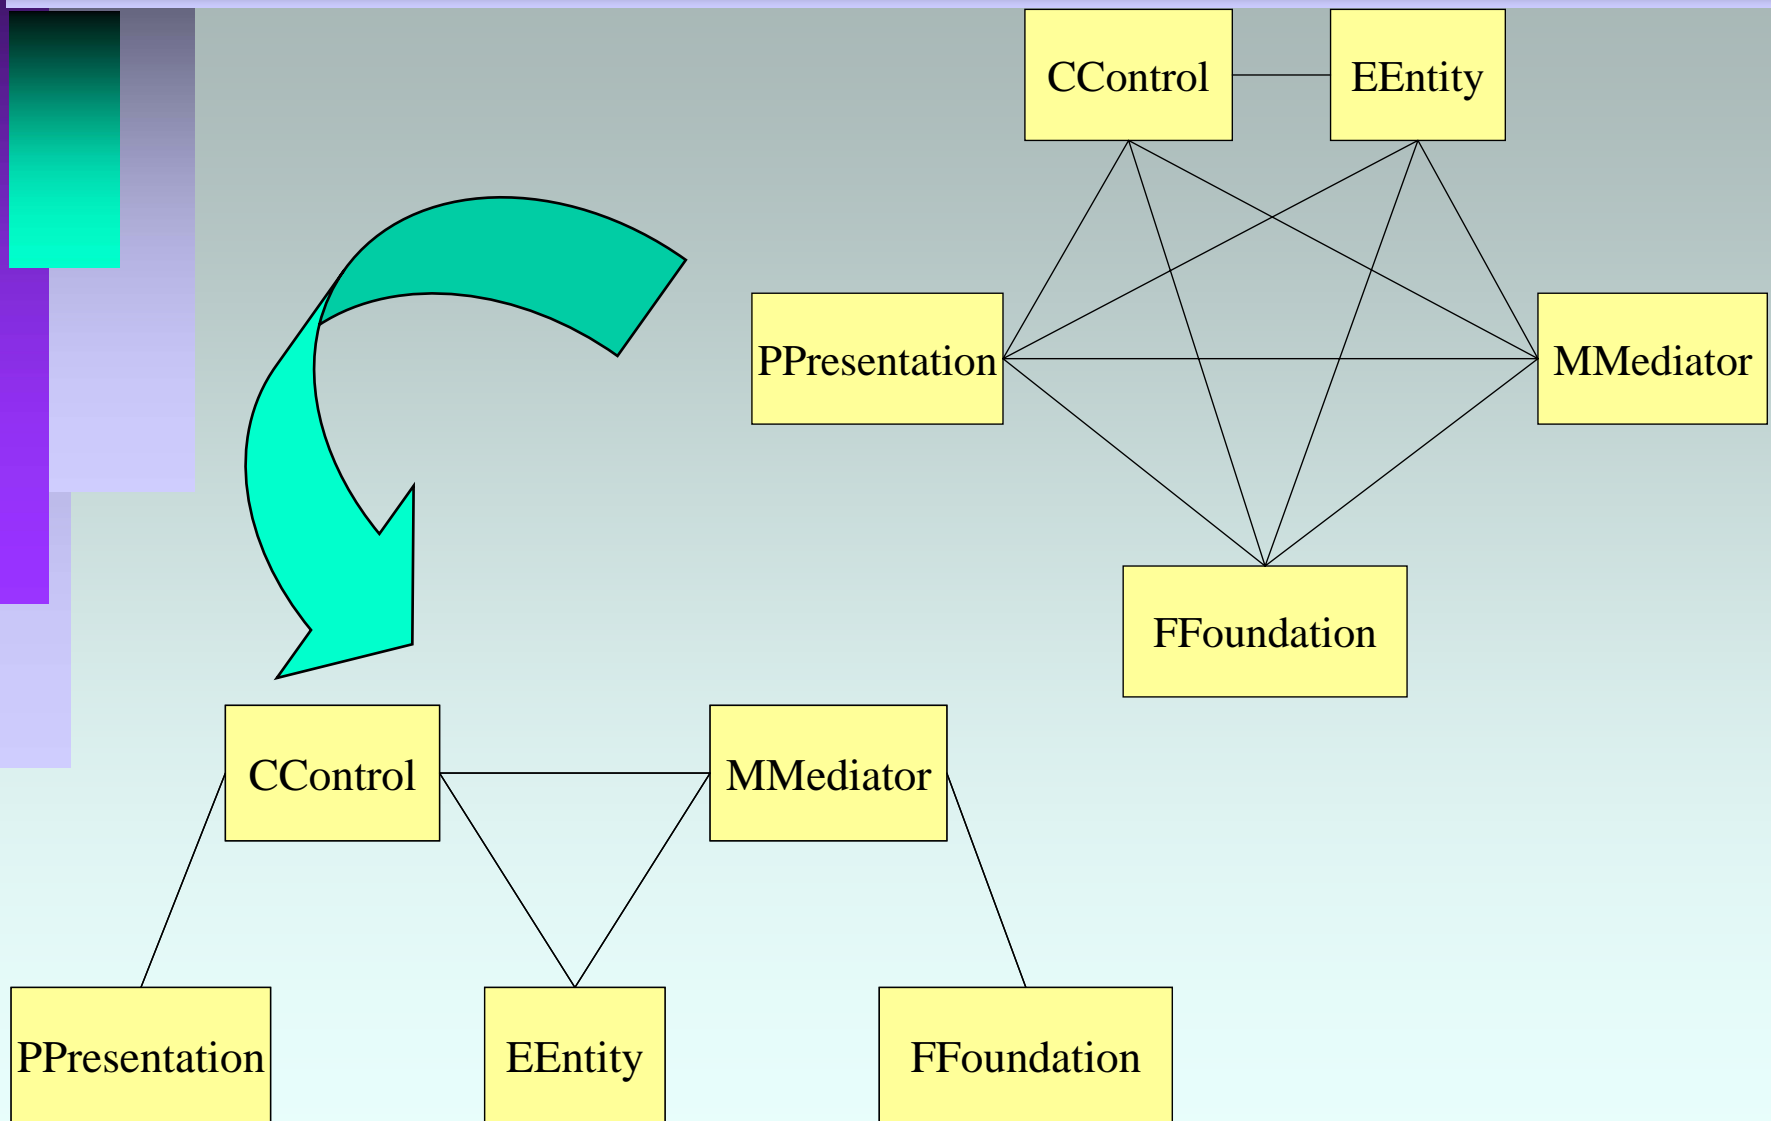 CControl
EEntity
PPresentation
MMediator
FFoundation
CControl
MMediator
PPresentation
EEntity
FFoundation